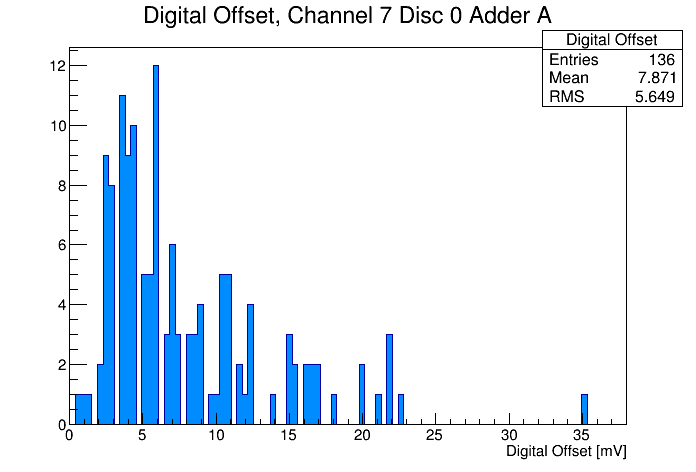 Digital Offset, Channel 7 Disc 0 Adder A
Digital Offset
Entries 136
Mean 7.871
RMS 5.649
12
10
8
6
4
2
0
0 5 10 15 20 25 30 35
Digital Offset [mV]